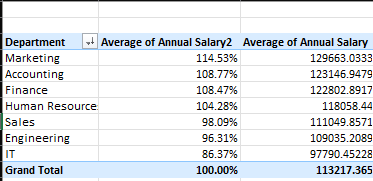 Department Average of Annual Salary2 Average of Annual Salary
Marketing 114.53% 129663.0333
Accounting 108.77% 123146.9479
Finance 108.47% 122802.8917
Human Resource 104.28% 118058.44
Sales 98.09% 111049.8571
Engineering 96.31% 109035.2089
IT 86.37% 97790.45228
Grand Total 100.00% 113217.365